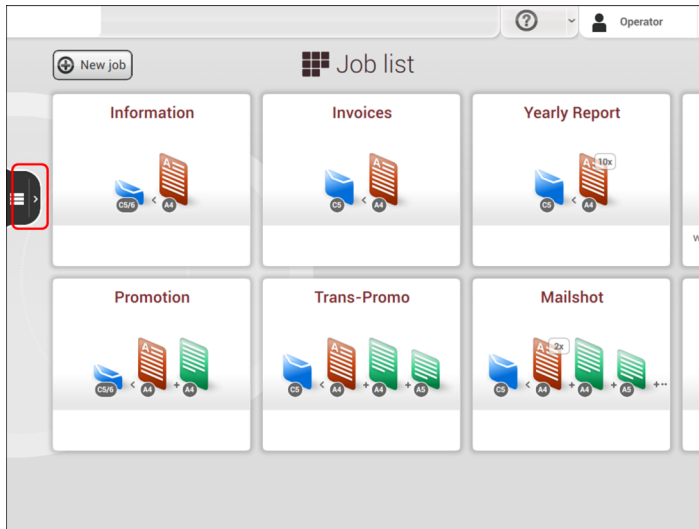 Operator
New job
Job list
Information
Invoices
Yearly Report
A
C5/6
<
A4
A
C5
<
A4
A
10x
C5
<
A4
Promotion
Trans-Promo
Mailshot
A
C5/6
<
A4
+
A4
A
C5
<
A4
+
A4
+
A5
A
2x
C5
<
A4
+
A4
+
A5
+··